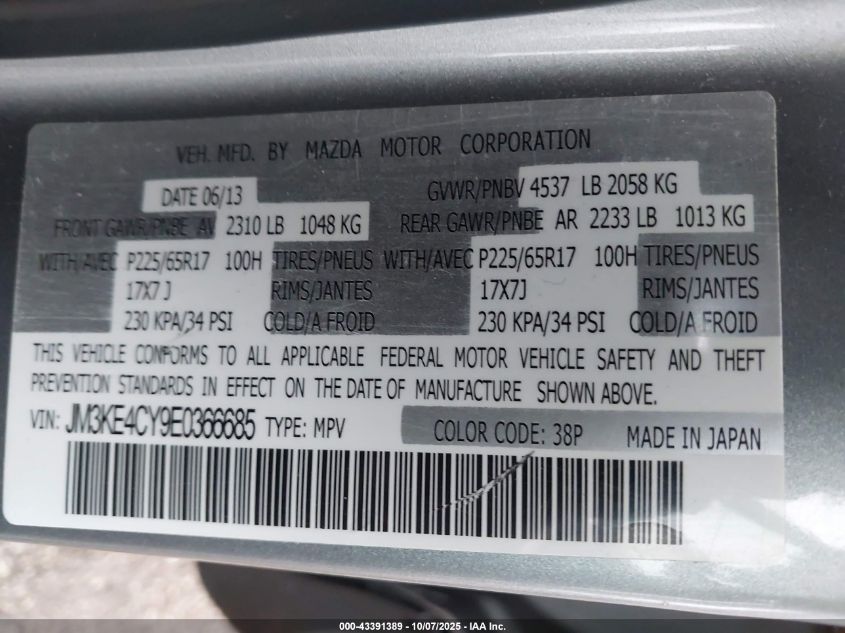 VEH. MFD. BY MAZDA MOTOR CORPORATION
DATE 06/13 GVWR/PNBV 4537 LB 2058 KG
FRONT GAWR/PNBE AV 2310 LB 1048 KG REAR GAWR/PNBE AR 2233 LB 1013 KG
WITH/AVEC P225/65R17 100H TIRES/PNEUS WITH/AVEC P225/65R17 100H TIRES/PNEUS
17X7J RIMS/JANTES 17X7J RIMS/JANTES
230 KPA/34 PSI COLD/A FROID 230 KPA/34 PSI COLD/A FROID
THIS VEHICLE CONFORMS TO ALL APPLICABLE FEDERAL MOTOR VEHICLE SAFETY AND THEFT
PREVENTION STANDARDS IN EFFECT ON THE DATE OF MANUFACTURE SHOWN ABOVE.
VIN: JM3KE4CY9E0366685 TYPE: MPV COLOR CODE: 38P MADE IN JAPAN
000-43391389 - 10/07/2025 - IAA Inc.